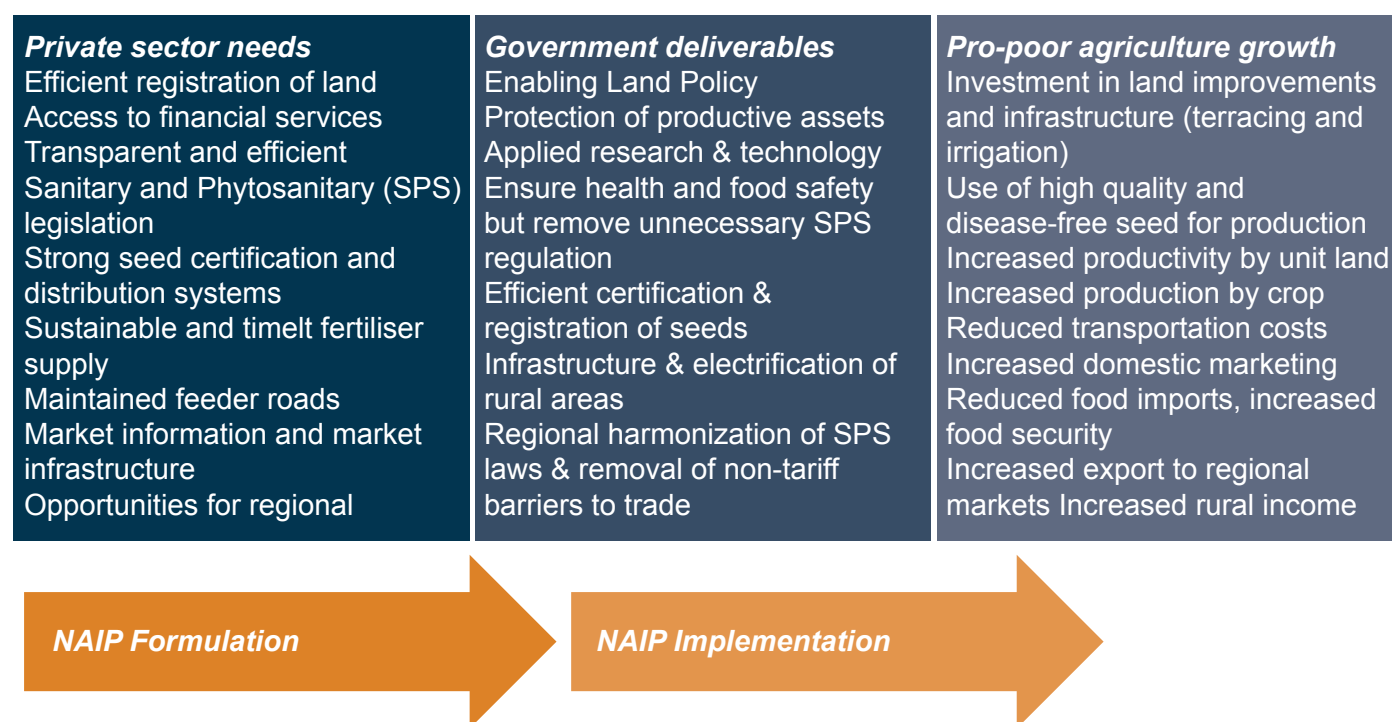 Private sector needs
Efficient registration of land
Access to financial services
Transparent and efficient
Sanitary and Phytosanitary (SPS)
legislation
Strong seed certification and
distribution systems
Sustainable and timelt fertiliser
supply
Maintained feeder roads
Market information and market
infrastructure
Opportunities for regional
Government deliverables
Enabling Land Policy
Protection of productive assets
Applied research & technology
Ensure health and food safety
but remove unnecessary SPS
regulation
Efficient certification &
registration of seeds
Infrastructure & electrification of
rural areas
Regional harmonization of SPS
laws & removal of non-tariff
barriers to trade
Pro-poor agriculture growth
Investment in land improvements
and infrastructure (terracing and
irrigation)
Use of high quality and
disease-free seed for production
Increased productivity by unit land
Increased production by crop
Reduced transportation costs
Increased domestic marketing
Reduced food imports, increased
food security
Increased export to regional
markets Increased rural income
NAIP Formulation
NAIP Implementation